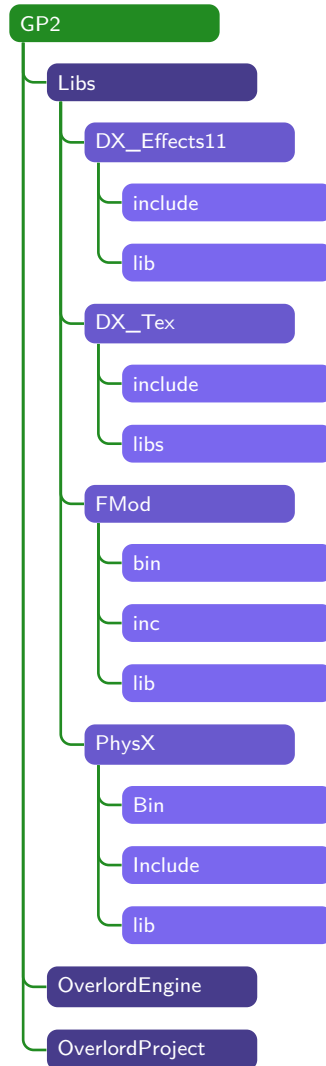 GP2
Libs
DX_Effects11
include
lib
DX_Tex
include
libs
FMod
bin
inc
lib
PhysX
Bin
Include
lib
OverlordEngine
OverlordProject